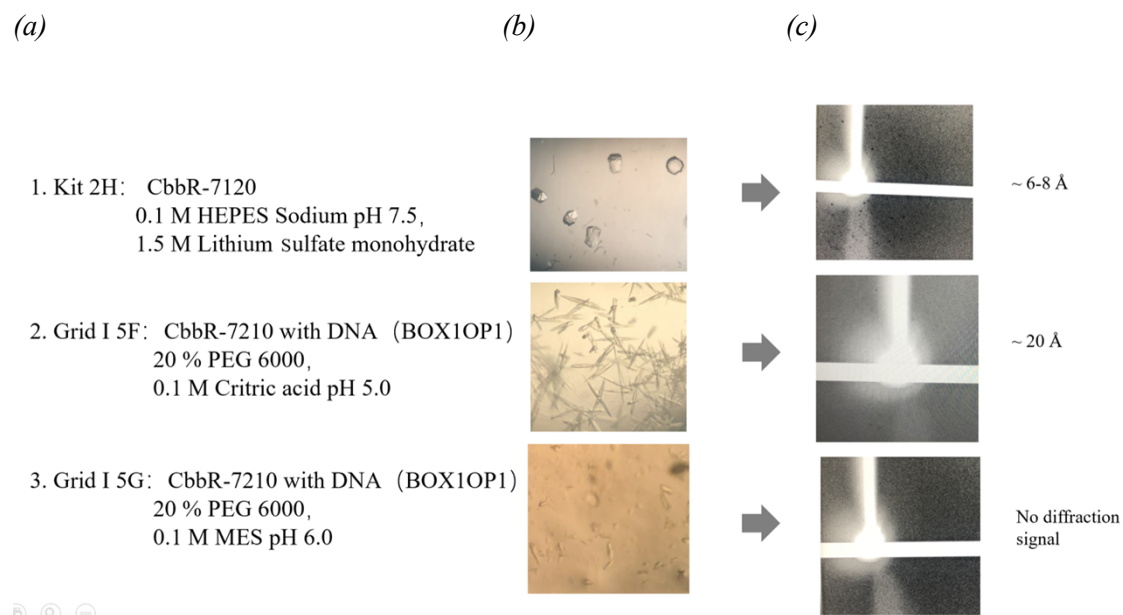 (a)
(b)
(c)
1. Kit 2H: CbbR-7120
0.1 M HEPES Sodium pH 7.5,
1.5 M Lithium sulfate monohydrate
~ 6-8 Å
2. Grid I 5F: CbbR-7210 with DNA（BOX1OP1)
20 % PEG 6000,
0.1 M Critric acid pH 5.0
~ 20 Å
3. Grid I 5G: CbbR-7210 with DNA（BOX1OP1)
20 % PEG 6000,
0.1 M MES pH 6.0
No diffraction
signal